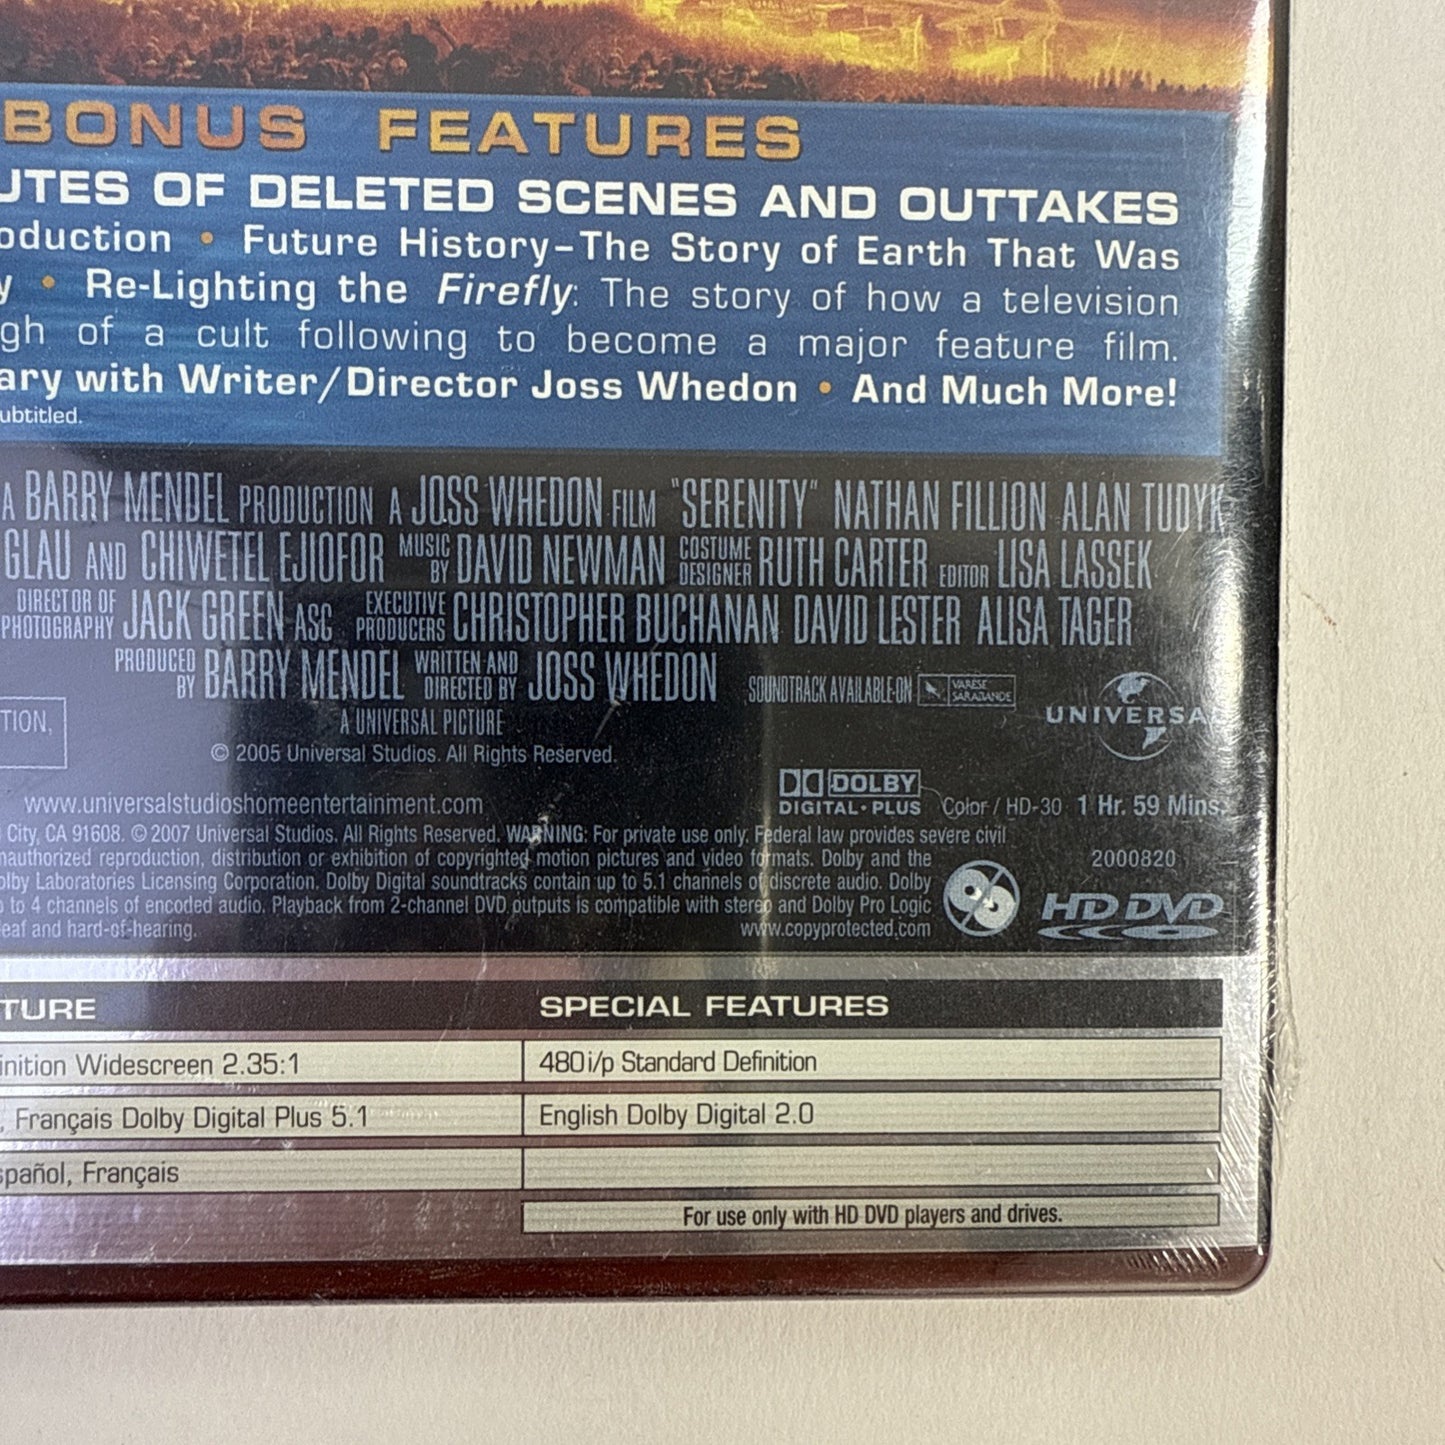 BONUS FEATURES
UTES OF DELETED SCENES AND OUTTAKES
oduction • Future History–The Story of Earth That Was
y • Re-Lighting the Firefly: The story of how a television
gh of a cult following to become a major feature film.
ary with Writer/Director Joss Whedon • And Much More!
ubtitled.
A BARRY MENDEL PRODUCTION A JOSS WHEDON FILM "SERENITY" NATHAN FILLION ALAN TUDYK
GLAU AND CHIWETEL EJIOFOR MUSIC BY DAVID NEWMAN COSTUME DESIGNER RUTH CARTER EDITOR LISA LASSEK
DIRECTOR OF PHOTOGRAPHY JACK GREEN ASC EXECUTIVE PRODUCERS CHRISTOPHER BUCHANAN DAVID LESTER ALISA TAGER
PRODUCED BY BARRY MENDEL WRITTEN AND DIRECTED BY JOSS WHEDON SOUNDTRACK AVAILABLE ON VARÈSE SARABANDE
TION,
A UNIVERSAL PICTURE
UNIVERSAL
© 2005 Universal Studios. All Rights Reserved.
www.universalstudioshomeentertainment.com
DOLBY
DIGITAL•PLUS Color / HD-30 1 Hr. 59 Mins.
City, CA 91608. © 2007 Universal Studios. All Rights Reserved. WARNING: For private use only. Federal law provides severe civil
nauthorized reproduction, distribution or exhibition of copyrighted motion pictures and video formats. Dolby and the
olby Laboratories Licensing Corporation. Dolby Digital soundtracks contain up to 5.1 channels of discrete audio. Dolby
o to 4 channels of encoded audio. Playback from 2-channel DVD outputs is compatible with stereo and Dolby Pro Logic
eaf and hard-of-hearing. www.copyprotected.com
2000820
HD DVD
TURE SPECIAL FEATURES
inition Widescreen 2.35:1 480i/p Standard Definition
, Français Dolby Digital Plus 5.1 English Dolby Digital 2.0
spañol, Français
For use only with HD DVD players and drives.